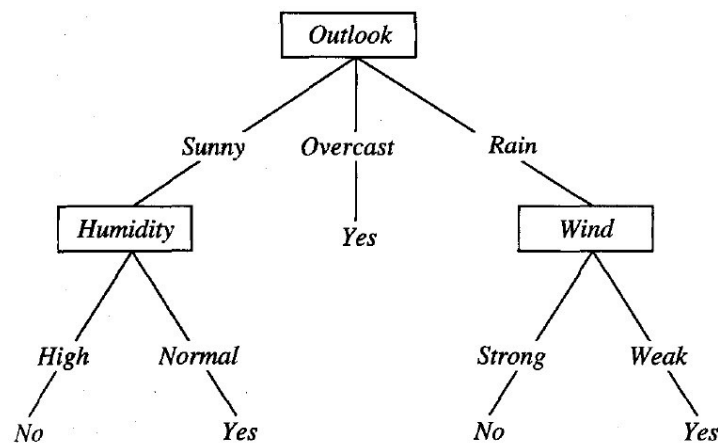 Outlook
Sunny Overcast Rain
Humidity Yes Wind
High Normal Strong Weak
No Yes No Yes